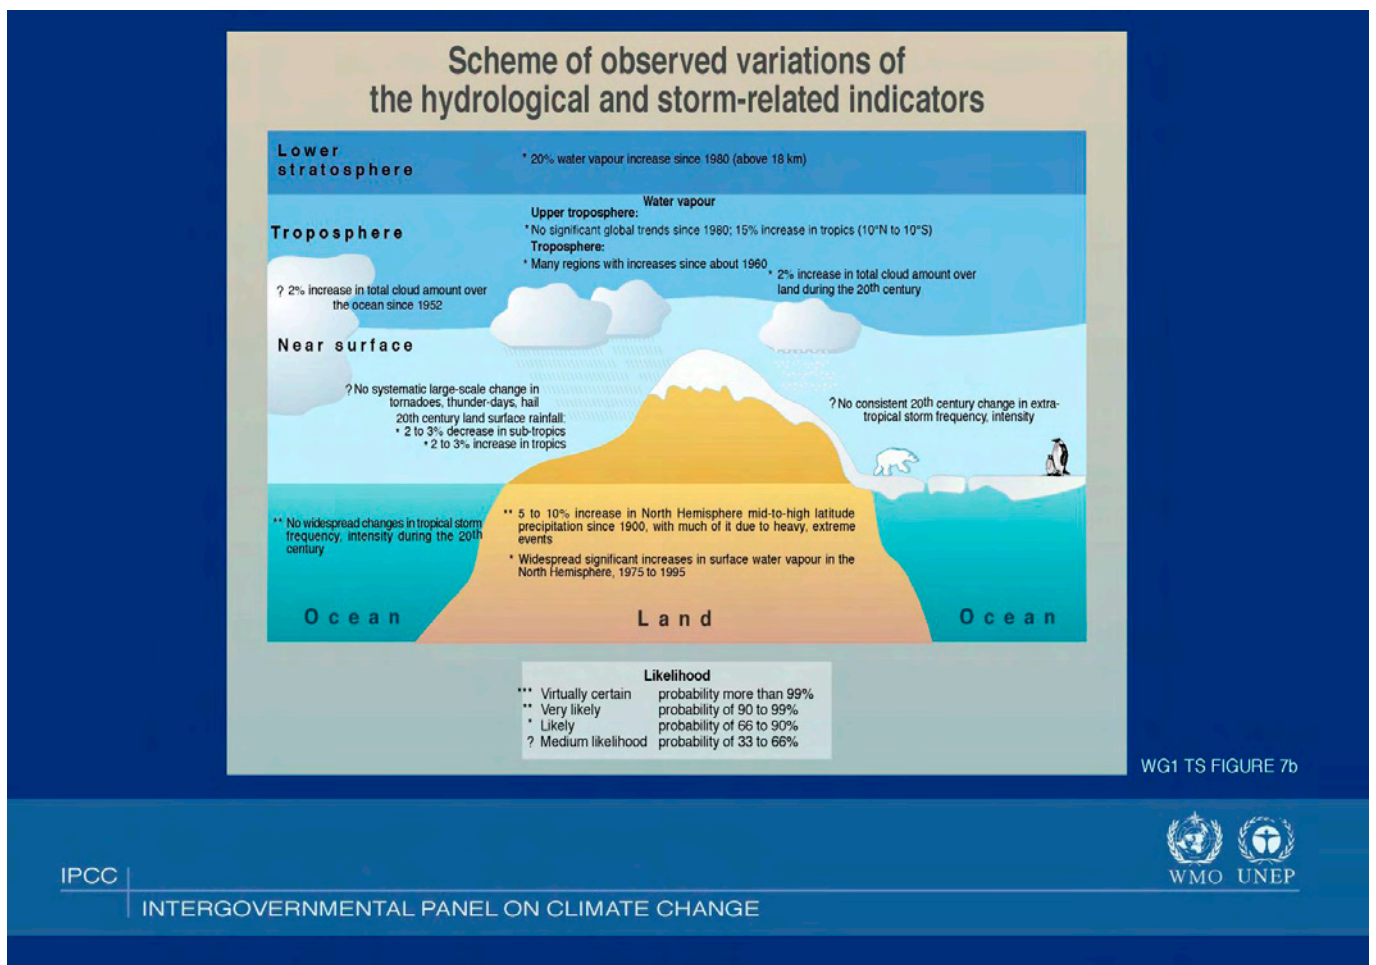 Scheme of observed variations of
the hydrological and storm-related indicators
Lower
stratosphere
* 20% water vapour increase since 1980 (above 18 km)
Water vapour
Upper troposphere:
Troposphere
* No significant global trends since 1980; 15% increase in tropics (10°N to 10°S)
Troposphere:
* Many regions with increases since about 1960
* 2% increase in total cloud amount over
land during the 20th century
? 2% increase in total cloud amount over
the ocean since 1952
Near surface
? No systematic large-scale change in
tornadoes, thunder-days, hail
20th century land surface rainfall:
* 2 to 3% decrease in sub-tropics
* 2 to 3% increase in tropics
? No consistent 20th century change in extra-
tropical storm frequency, intensity
** No widespread changes in tropical storm
frequency, intensity during the 20th
century
** 5 to 10% increase in North Hemisphere mid-to-high latitude
precipitation since 1900, with much of it due to heavy, extreme
events
* Widespread significant increases in surface water vapour in the
North Hemisphere, 1975 to 1995
Ocean
Land
Ocean
Likelihood
*** Virtually certain probability more than 99%
** Very likely probability of 90 to 99%
* Likely probability of 66 to 90%
? Medium likelihood probability of 33 to 66%
WG1 TS FIGURE 7b
WMO UNEP
IPCC
INTERGOVERNMENTAL PANEL ON CLIMATE CHANGE